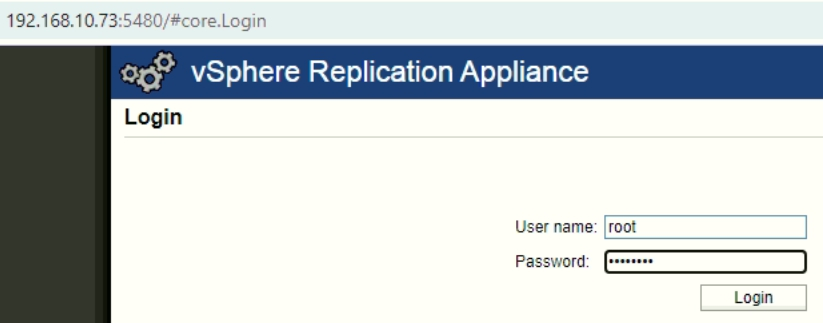 192.168.10.73:5480/#core.Login
vSphere Replication Appliance
Login
User name: root
Password: ••••••••
Login